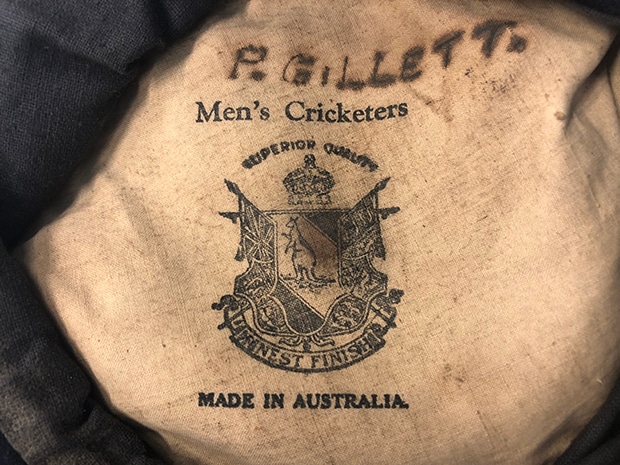 P. GILLETT.
Men's Cricketers
SUPERIOR QUALITY
FINEST FINISH
MADE IN AUSTRALIA.